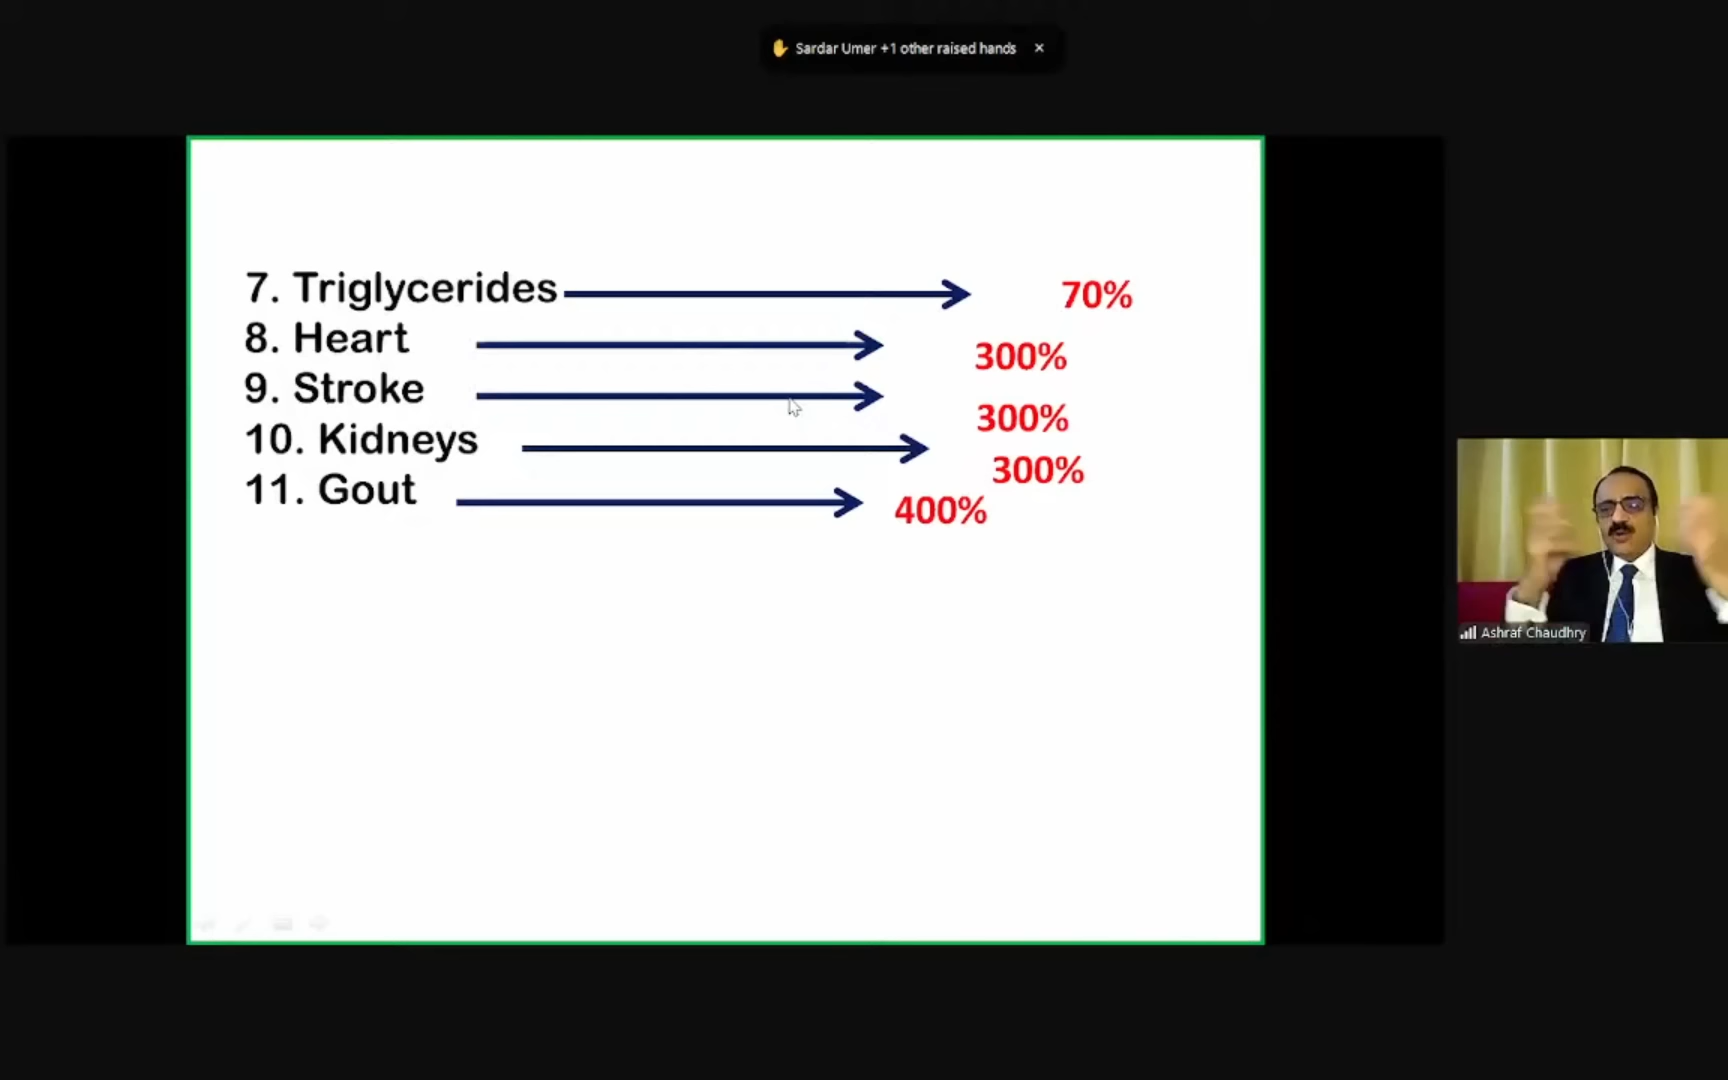 Sardar Umer +1 other raised hands ×
7. Triglycerides 70%
8. Heart 300%
9. Stroke 300%
10. Kidneys 300%
11. Gout 400%
Ashraf Chaudhry